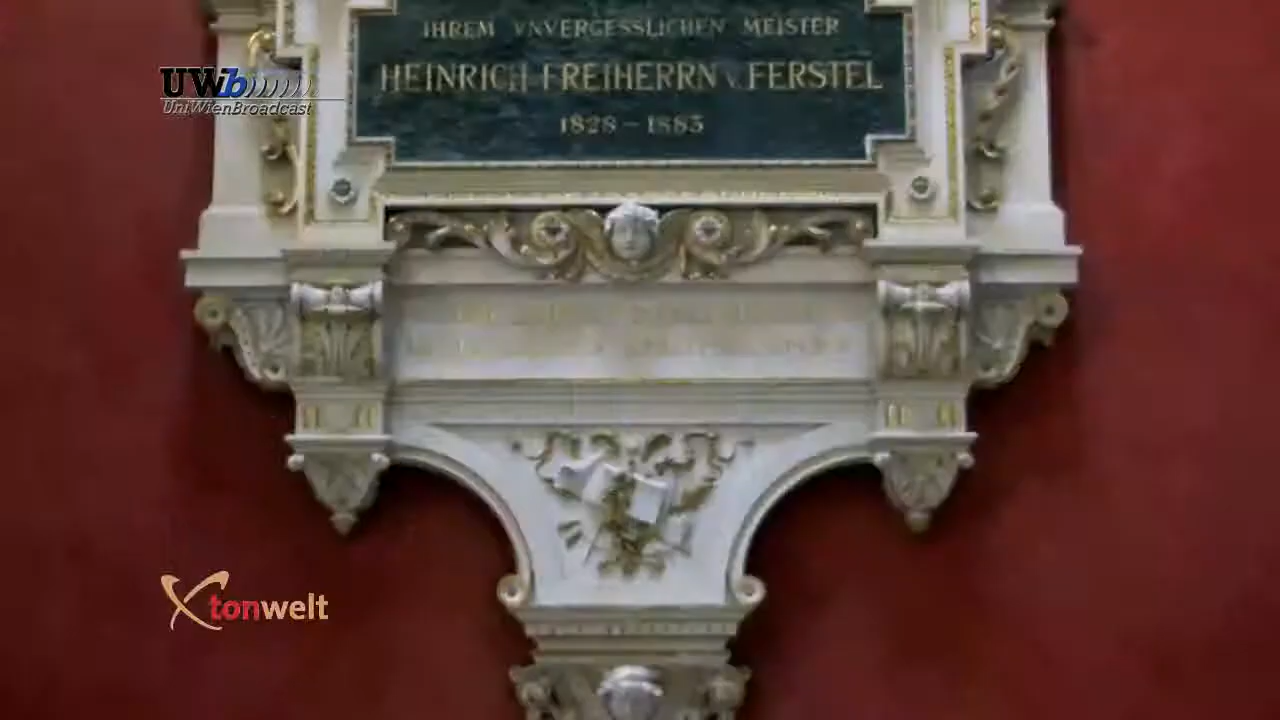 IHREM VNVERGESSLICHEN MEISTER
HEINRICH FREIHERRN v. FERSTEL
1828 – 1883
UWb
UniWienBroadcast
tonwelt